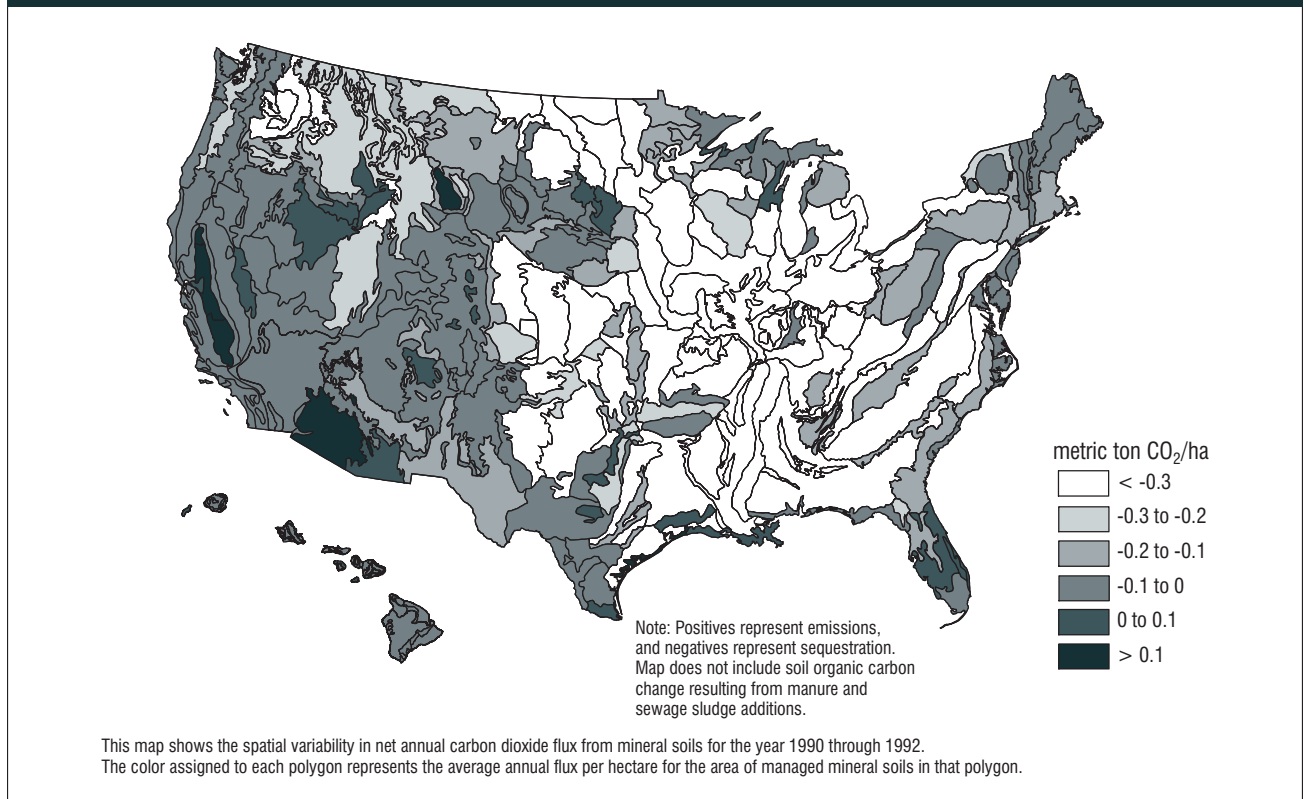 metric ton CO₂/ha
< -0.3
-0.3 to -0.2
-0.2 to -0.1
-0.1 to 0
0 to 0.1
> 0.1
Note: Positives represent emissions,
and negatives represent sequestration.
Map does not include soil organic carbon
change resulting from manure and
sewage sludge additions.
This map shows the spatial variability in net annual carbon dioxide flux from mineral soils for the year 1990 through 1992.
The color assigned to each polygon represents the average annual flux per hectare for the area of managed mineral soils in that polygon.